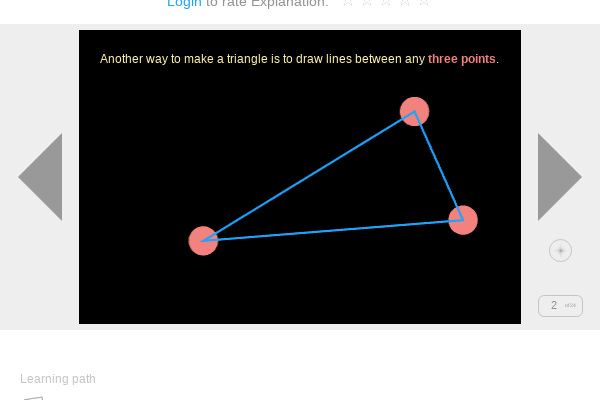 Login to rate Explanation.
Another way to make a triangle is to draw lines between any three points.
2
Learning path